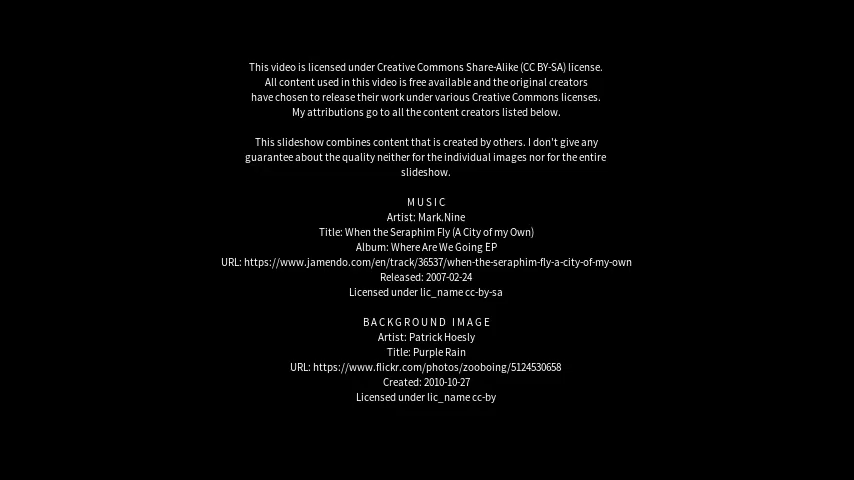 This video is licensed under Creative Commons Share-Alike (CC BY-SA) license.
All content used in this video is free available and the original creators
have chosen to release their work under various Creative Commons licenses.
My attributions go to all the content creators listed below.
This slideshow combines content that is created by others. I don't give any
guarantee about the quality neither for the individual images nor for the entire
slideshow.
MUSIC
Artist: Mark.Nine
Title: When the Seraphim Fly (A City of my Own)
Album: Where Are We Going EP
URL: https://www.jamendo.com/en/track/36537/when-the-seraphim-fly-a-city-of-my-own
Released: 2007-02-24
Licensed under lic_name cc-by-sa
BACKGROUND IMAGE
Artist: Patrick Hoesly
Title: Purple Rain
URL: https://www.flickr.com/photos/zooboing/5124530658
Created: 2010-10-27
Licensed under lic_name cc-by